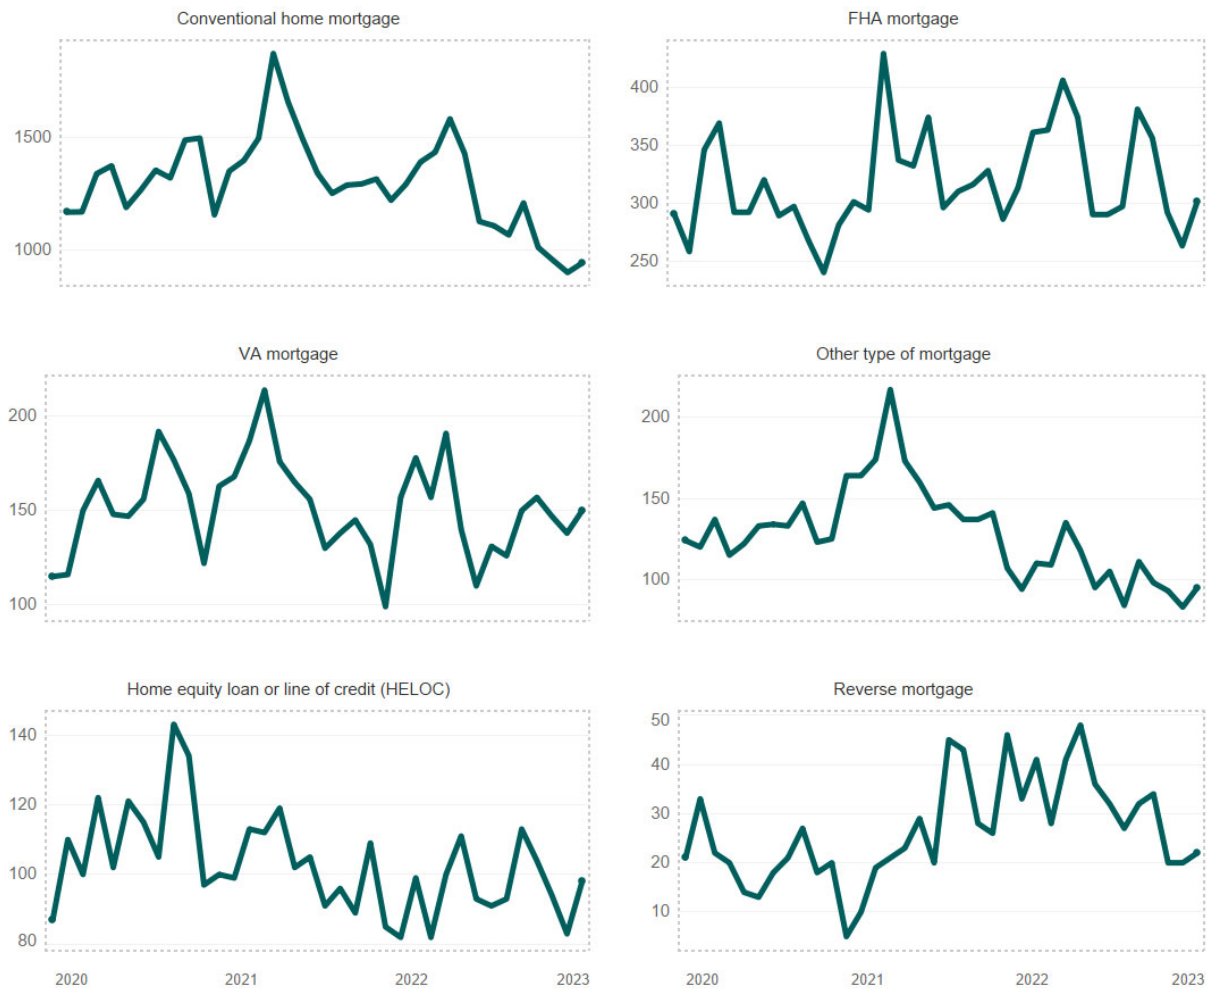 Conventional home mortgage
1500
1000
FHA mortgage
400
350
300
250
VA mortgage
200
150
100
Other type of mortgage
200
150
100
Home equity loan or line of credit (HELOC)
140
120
100
80
2020 2021 2022 2023
Reverse mortgage
50
40
30
20
10
2020 2021 2022 2023